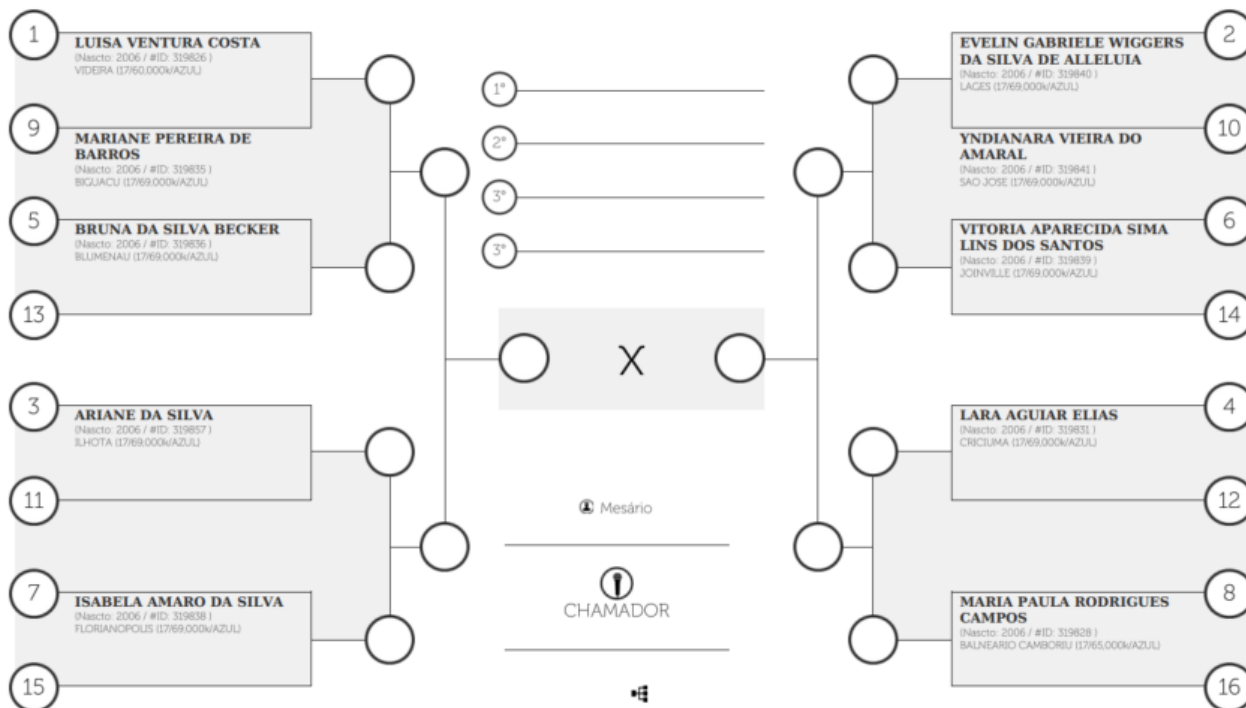 1
LUISA VENTURA COSTA
(Nascto: 2006 / #ID: 319826 )
VIDEIRA (17/60,000k/AZUL)
9
MARIANE PEREIRA DE
BARROS
(Nascto: 2006 / #ID: 319835 )
BIGUACU (17/69,000k/AZUL)
5
BRUNA DA SILVA BECKER
(Nascto: 2006 / #ID: 319836 )
BLUMENAU (17/69,000k/AZUL)
13
3
ARIANE DA SILVA
(Nascto: 2006 / #ID: 319857 )
ILHOTA (17/69,000k/AZUL)
11
7
ISABELA AMARO DA SILVA
(Nascto: 2006 / #ID: 319838 )
FLORIANOPOLIS (17/69,000k/AZUL)
15
1°
2°
3°
3°
X
Mesário
CHAMADOR
2
EVELIN GABRIELE WIGGERS
DA SILVA DE ALLELUIA
(Nascto: 2006 / #ID: 319840 )
LAGES (17/69,000k/AZUL)
10
YNDIANARA VIEIRA DO
AMARAL
(Nascto: 2006 / #ID: 319841 )
SAO JOSE (17/69,000k/AZUL)
6
VITORIA APARECIDA SIMA
LINS DOS SANTOS
(Nascto: 2006 / #ID: 319839 )
JOINVILLE (17/69,000k/AZUL)
14
4
LARA AGUIAR ELIAS
(Nascto: 2006 / #ID: 319831 )
CRICIUMA (17/69,000k/AZUL)
12
8
MARIA PAULA RODRIGUES
CAMPOS
(Nascto: 2006 / #ID: 319828 )
BALNEARIO CAMBORIU (17/65,000k/AZUL)
16